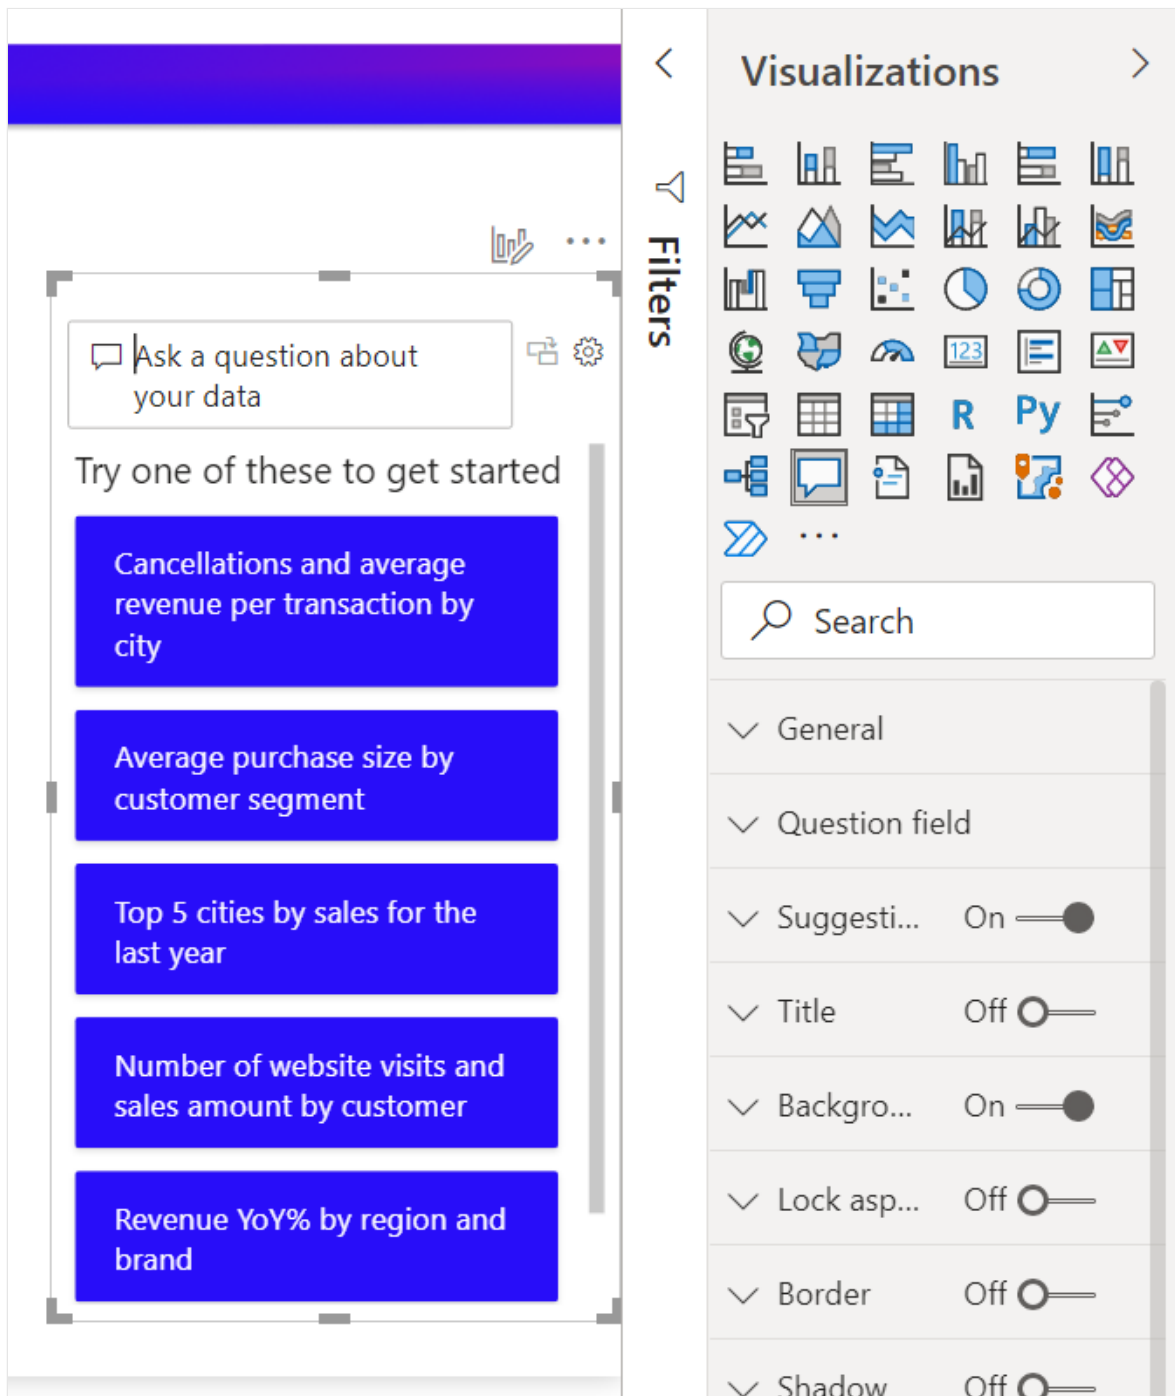 Ask a question about
your data
Try one of these to get started
Cancellations and average
revenue per transaction by
city
Average purchase size by
customer segment
Top 5 cities by sales for the
last year
Number of website visits and
sales amount by customer
Revenue YoY% by region and
brand
Filters
Visualizations
123
R Py
...
Search
General
Question field
Suggesti... On
Title Off
Backgro... On
Lock asp... Off
Border Off
Shadow Off